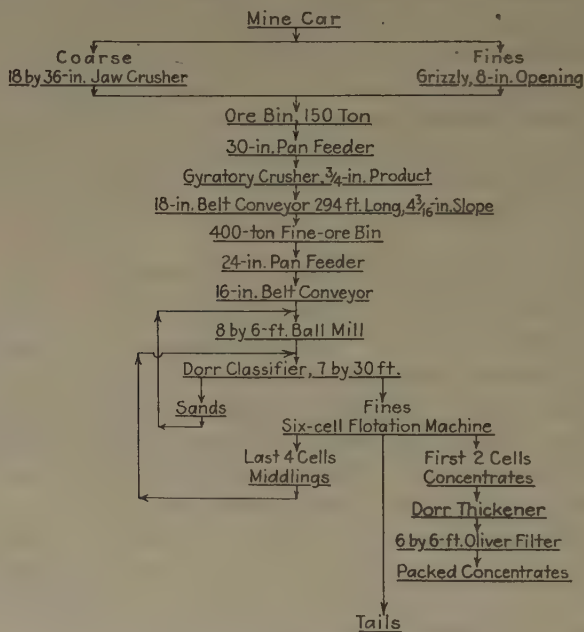 Mine Car
Coarse
18 by 36-in. Jaw Crusher
Fines
Grizzly, 8-in. Opening
Ore Bin, 150 Ton
30-in. Pan Feeder
Gyratory Crusher, 3/4-in. Product
18-in. Belt Conveyor 294 ft. Long, 4 3/16-in. Slope
400-ton Fine-ore Bin
24-in. Pan Feeder
16-in. Belt Conveyor
8 by 6-ft. Ball Mill
Dorr Classifier, 7 by 30 ft.
Sands
Fines
Six-cell Flotation Machine
Last 4 Cells
Middlings
First 2 Cells
Concentrates
Dorr Thickener
6 by 6-ft. Oliver Filter
Packed Concentrates
Tails